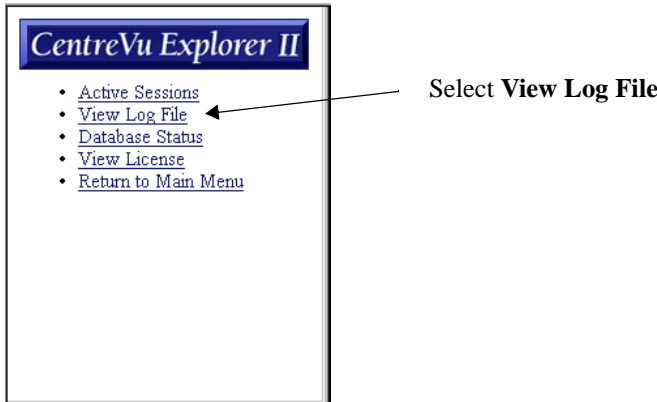 CentreVu Explorer II
• Active Sessions
• View Log File
• Database Status
• View License
• Return to Main Menu
Select View Log File